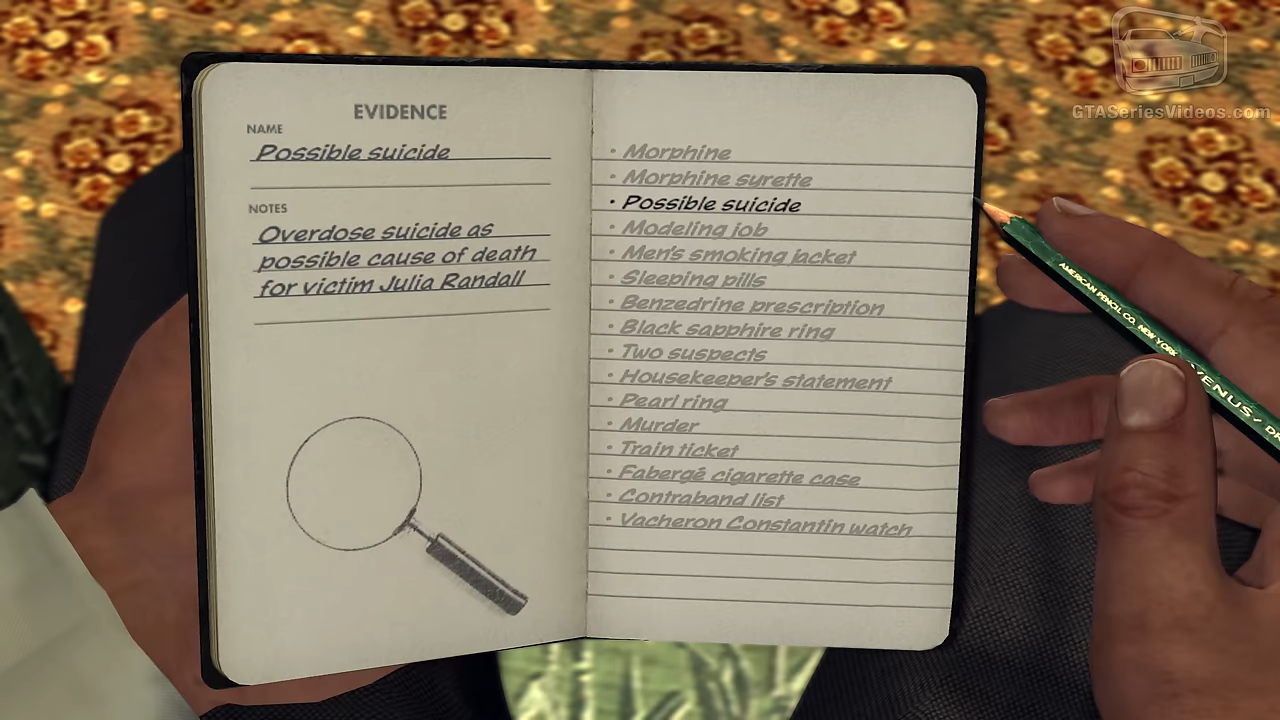 GTASeriesVideos.com
EVIDENCE
NAME
Possible suicide
NOTES
Overdose suicide as
possible cause of death
for victim Julia Randall
• Morphine
• Morphine syrette
• Possible suicide
• Modeling job
• Men's smoking jacket
• Sleeping pills
• Benzedrine prescription
• Black sapphire ring
• Two suspects
• Housekeeper's statement
• Pearl ring
• Murder
• Train ticket
• Fabergé cigarette case
• Contraband list
• Vacheron Constantin watch
AMERICAN PENCIL CO. NEW YORK VENUS